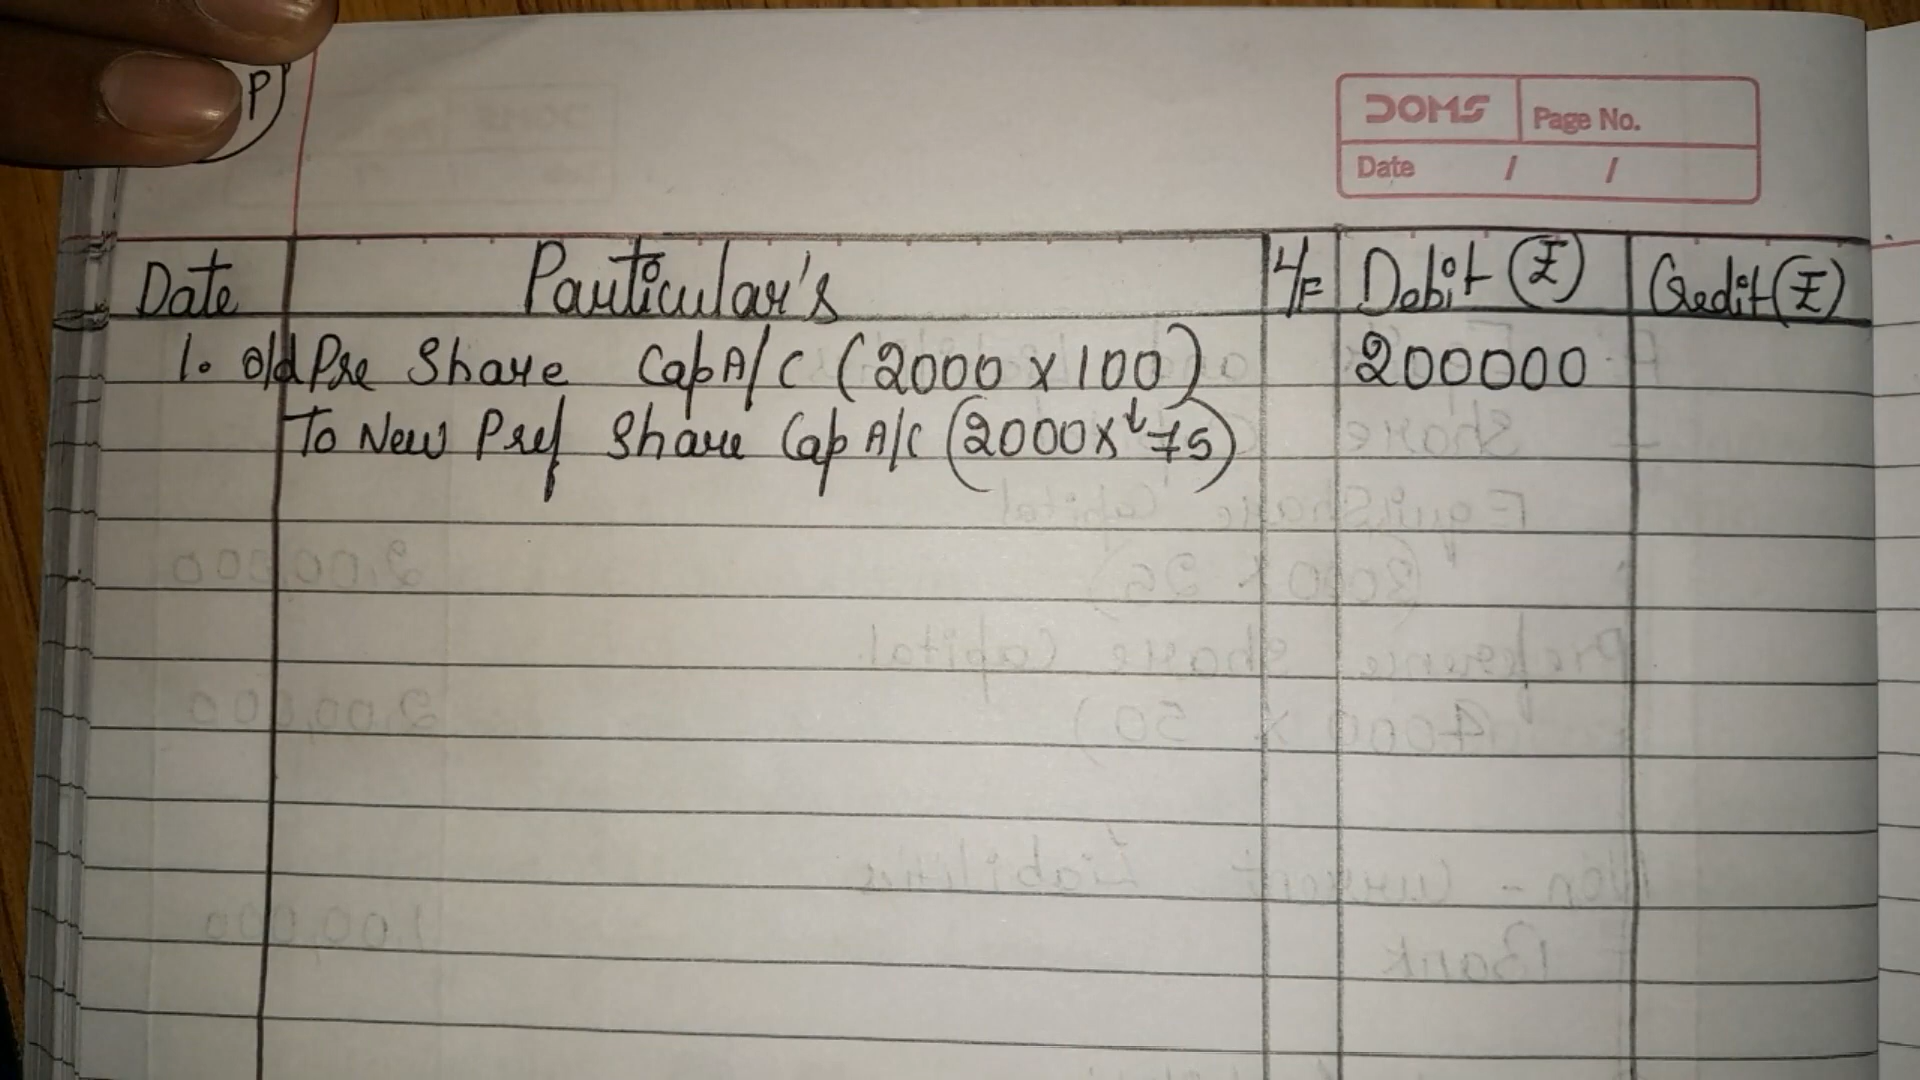 P
DOMS Page No.
Date / /
Date Particular's L/F Debit (₹) Credit (₹)
1. old Pre Share Cap A/C (2000 x 100) 200000
To New Pref Share Cap A/C (2000 x 75)